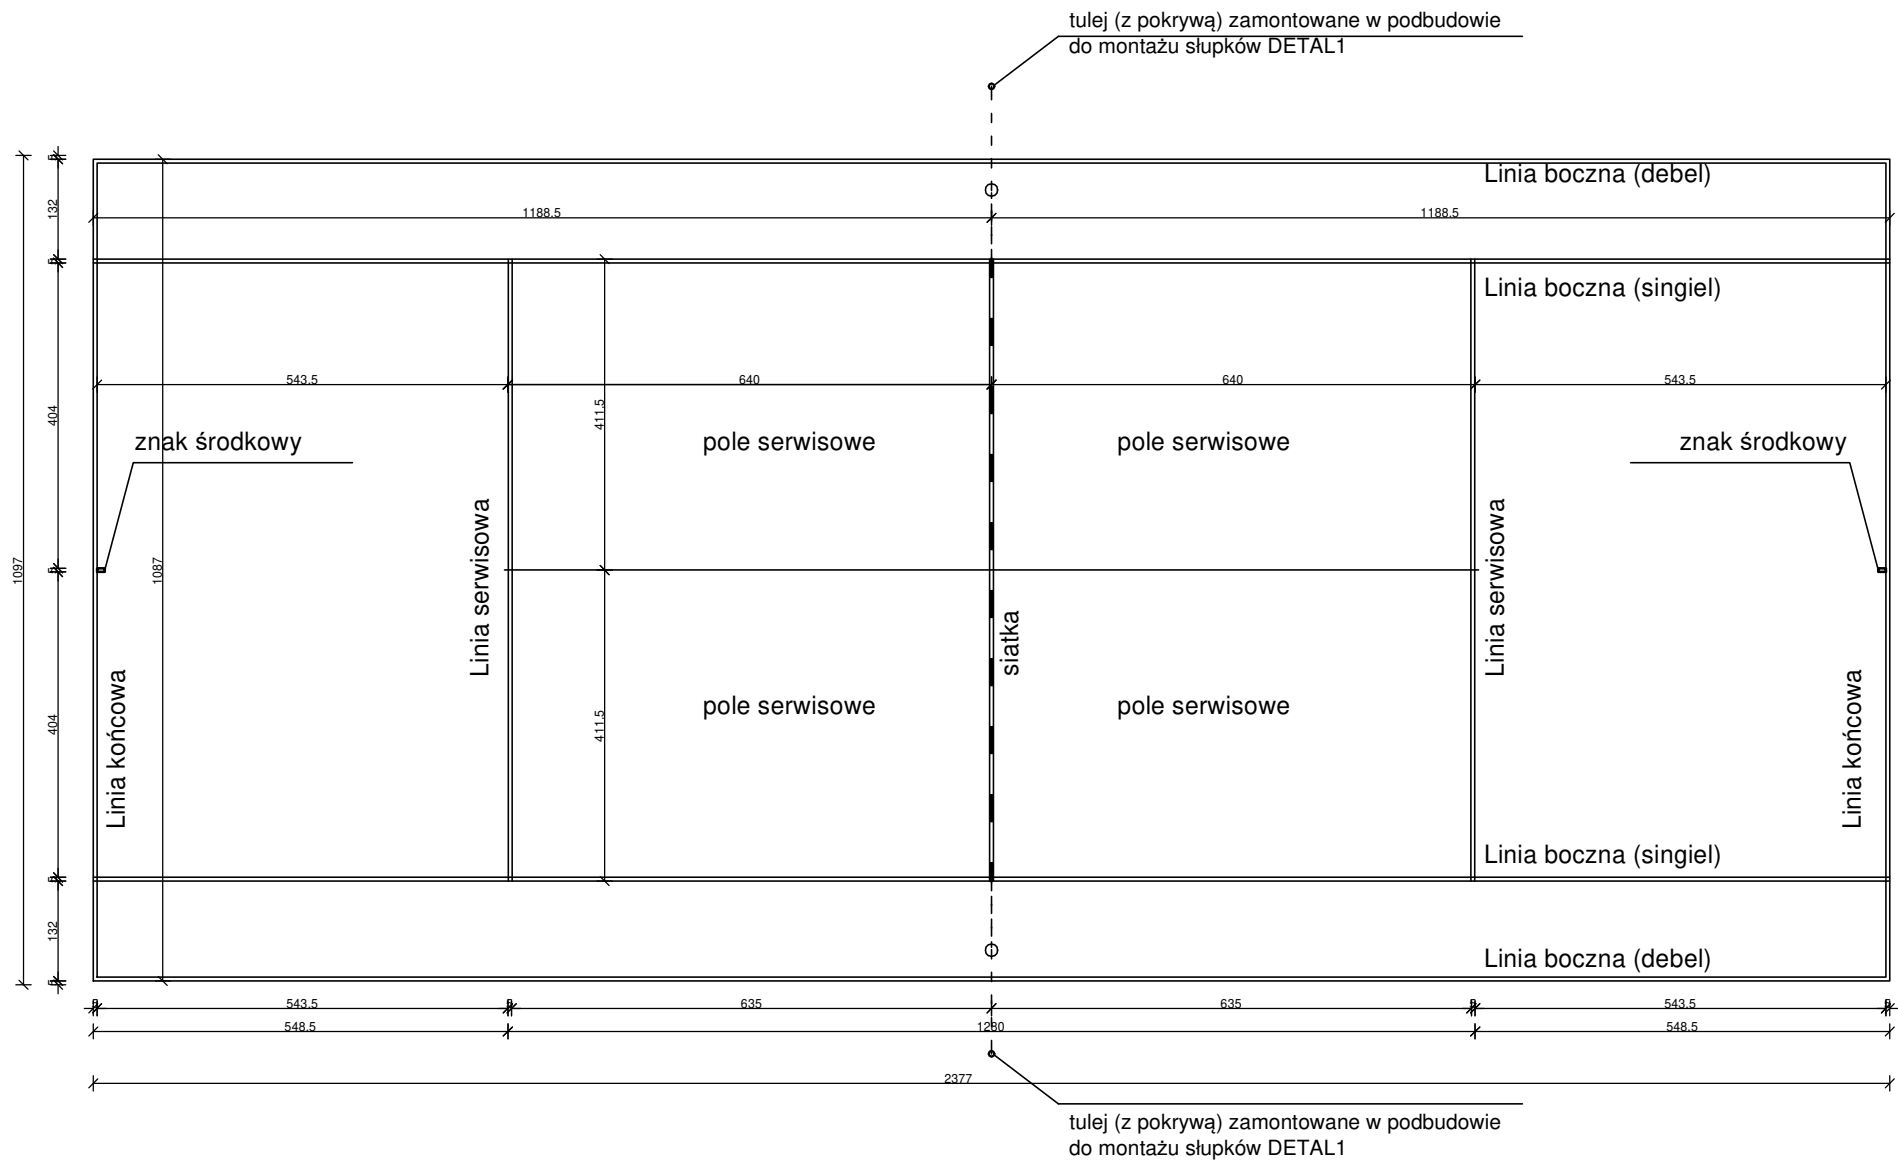 tulej (z pokrywą) zamontowane w podbudowie
do montażu słupków DETAL1
Linia boczna (debel)
132
1188.5
1188.5
Linia boczna (singiel)
543.5
640
640
543.5
404
411.5
znak środkowy
pole serwisowe
pole serwisowe
znak środkowy
Linia serwisowa
Linia serwisowa
1097
1087
siatka
Linia końcowa
Linia końcowa
404
411.5
pole serwisowe
pole serwisowe
Linia boczna (singiel)
132
Linia boczna (debel)
5
543.5
5
635
635
5
543.5
5
548.5
1280
548.5
2377
tulej (z pokrywą) zamontowane w podbudowie
do montażu słupków DETAL1